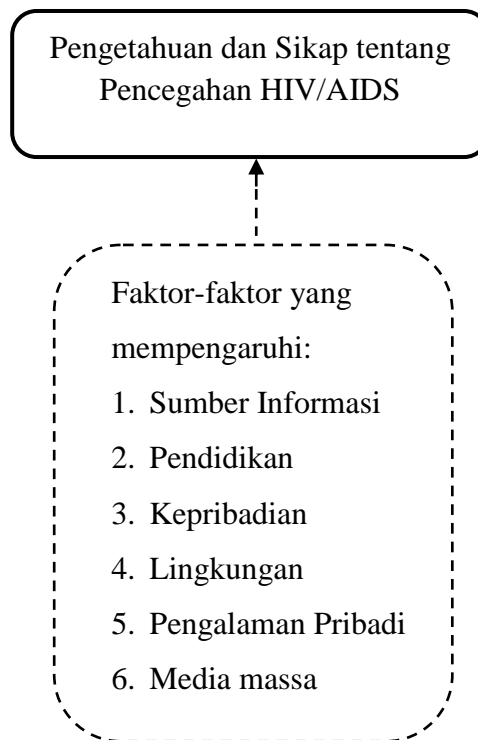 Pengetahuan dan Sikap tentang
Pencegahan HIV/AIDS
Faktor-faktor yang
mempengaruhi:
1. Sumber Informasi
2. Pendidikan
3. Kepribadian
4. Lingkungan
5. Pengalaman Pribadi
6. Media massa